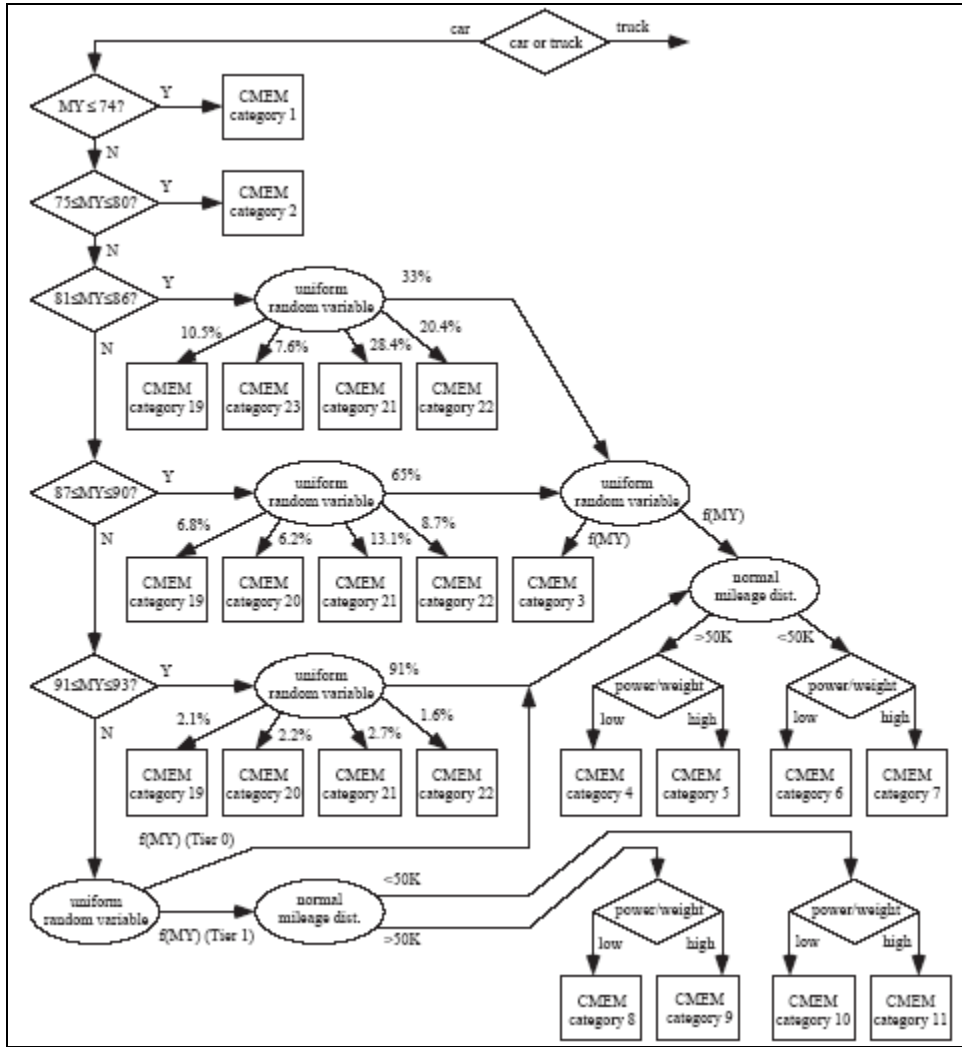 car
car or truck
truck
MY ≤ 74?
Y
CMEM
category 1
N
75≤MY≤80?
Y
CMEM
category 2
N
81≤MY≤86?
Y
uniform
random variable
33%
10.5%
7.6%
28.4%
20.4%
N
CMEM
category 19
CMEM
category 23
CMEM
category 21
CMEM
category 22
87≤MY≤90?
Y
uniform
random variable
65%
uniform
random variable
6.8%
6.2%
13.1%
8.7%
f(MY)
f(MY)
N
CMEM
category 19
CMEM
category 20
CMEM
category 21
CMEM
category 22
CMEM
category 3
normal
mileage dist.
>50K
<50K
91≤MY≤93?
Y
uniform
random variable
91%
power/weight
power/weight
2.1%
2.2%
2.7%
1.6%
low
high
low
high
N
CMEM
category 19
CMEM
category 20
CMEM
category 21
CMEM
category 22
CMEM
category 4
CMEM
category 5
CMEM
category 6
CMEM
category 7
f(MY) (Tier 0)
uniform
random variable
f(MY) (Tier 1)
normal
mileage dist.
<50K
>50K
power/weight
power/weight
low
high
low
high
CMEM
category 8
CMEM
category 9
CMEM
category 10
CMEM
category 11